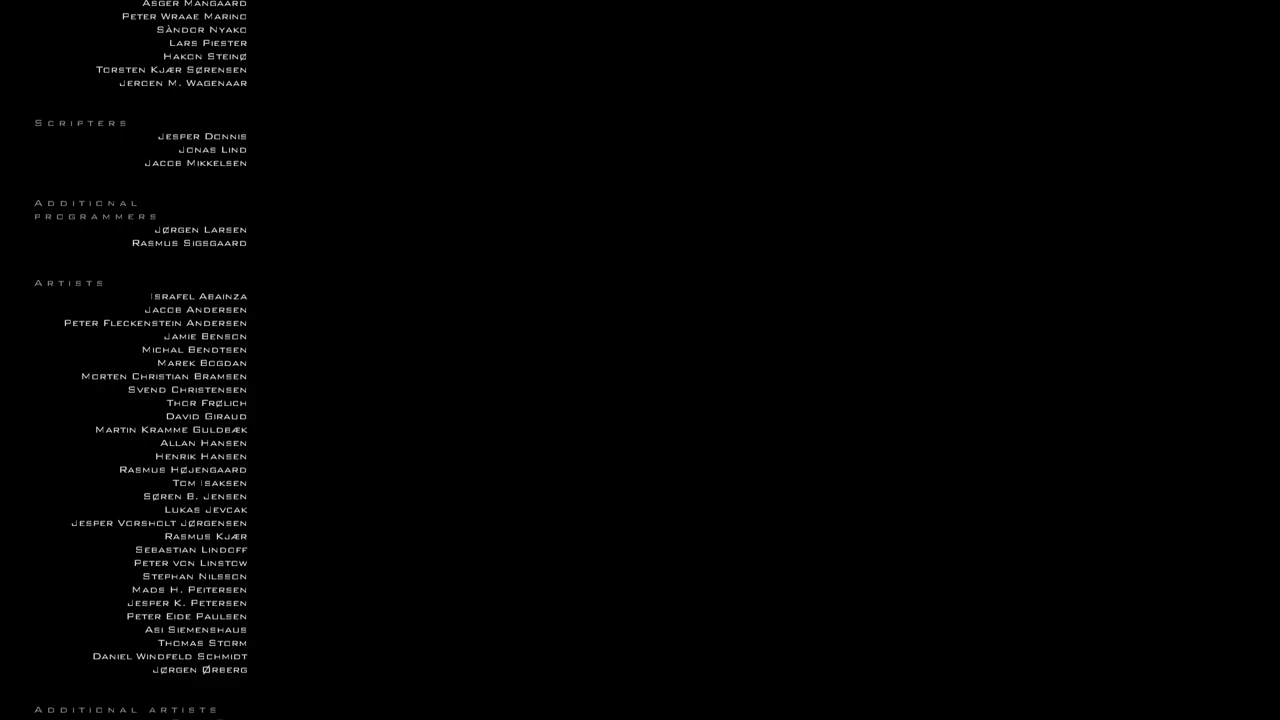 Asger Mangaard
Peter Wraae Marino
Sàndor Nyako
Lars Piester
Hakon Steinø
Torsten Kjær Sørensen
Jeroen M. Wagenaar
Scripters
Jesper Donnis
Jonas Lind
Jacob Mikkelsen
Additional
programmers
Jørgen Larsen
Rasmus Sigsgaard
Artists
Israfel Abainza
Jacob Andersen
Peter Fleckenstein Andersen
Jamie Benson
Michal Bendtsen
Marek Bogdan
Morten Christian Bramsen
Svend Christensen
Thor Frølich
David Giraud
Martin Kramme Guldbæk
Allan Hansen
Henrik Hansen
Rasmus Højengaard
Tom Isaksen
Søren B. Jensen
Lukas Jevcak
Jesper Vorsholt Jørgensen
Rasmus Kjær
Sebastian Lindoff
Peter von Linstow
Stephan Nilsson
Mads H. Peitersen
Jesper K. Petersen
Peter Eide Paulsen
Asi Siemenshaus
Thomas Storm
Daniel Windfeld Schmidt
Jørgen Ørberg
Additional artists